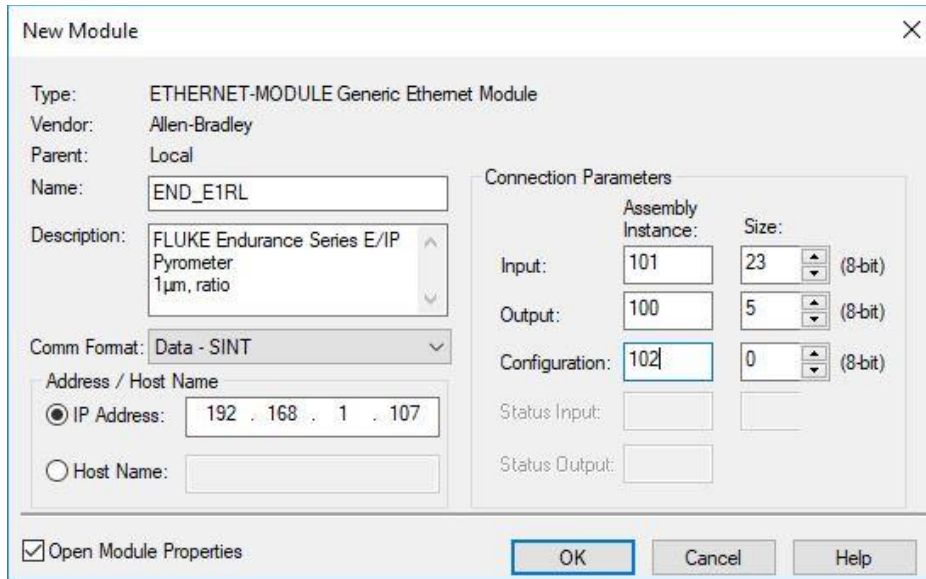 New Module
Type: ETHERNET-MODULE Generic Ethernet Module
Vendor: Allen-Bradley
Parent: Local
Name: END_E1RL
Description: FLUKE Endurance Series E/IP
Pyrometer
1µm, ratio
Comm Format: Data - SINT
Address / Host Name
IP Address: 192 . 168 . 1 . 107
Host Name:
Connection Parameters
Assembly
Instance: Size:
Input: 101 23 (8-bit)
Output: 100 5 (8-bit)
Configuration: 102 0 (8-bit)
Status Input:
Status Output:
Open Module Properties
OK Cancel Help